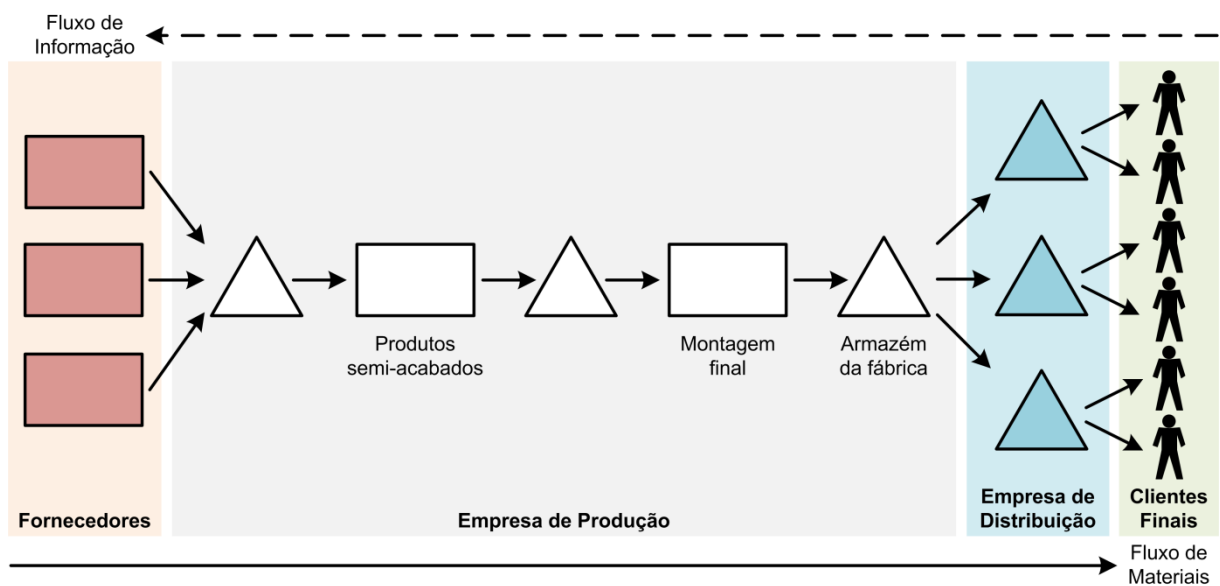 Fluxo de
Informação
Produtos
semi-acabados
Montagem
final
Armazém
da fábrica
Fornecedores
Empresa de Produção
Empresa de
Distribuição
Clientes
Finais
Fluxo de
Materiais